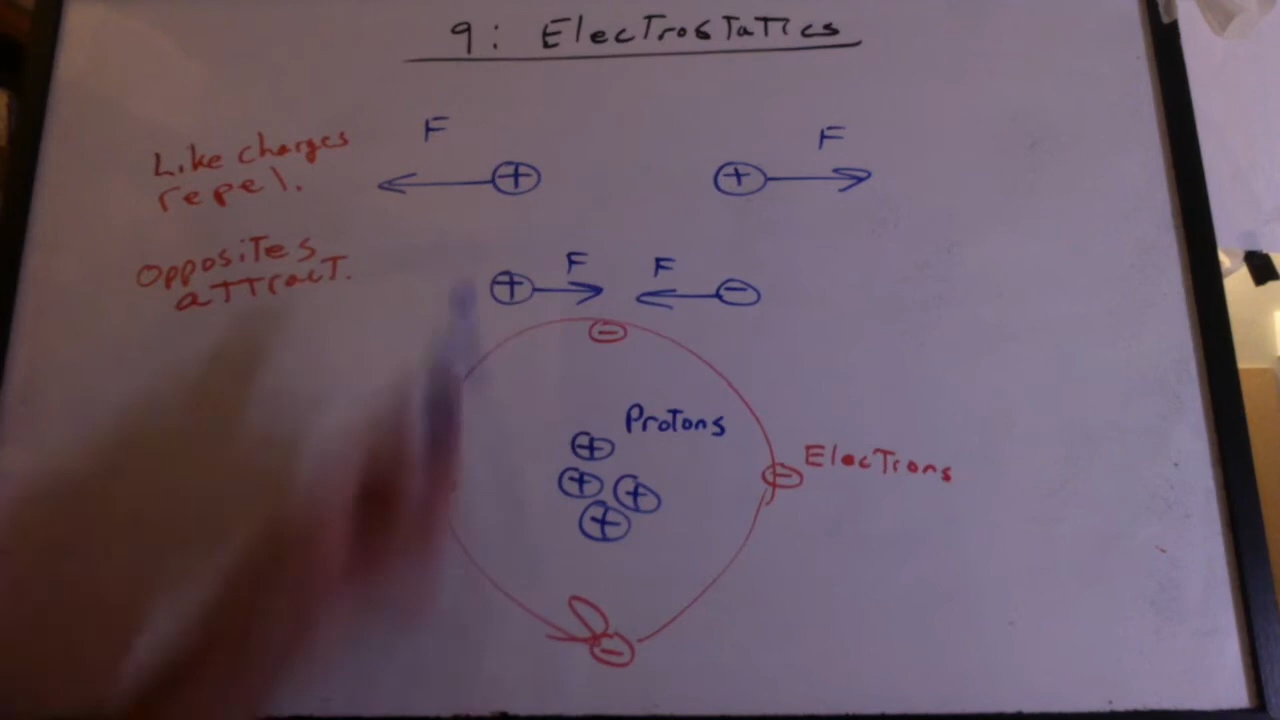 9: Electrostatics
Like charges
repel.
F
F
+
+
Opposites
attract.
F
F
+
-
-
Protons
+
+
+
+
Electrons
-
-